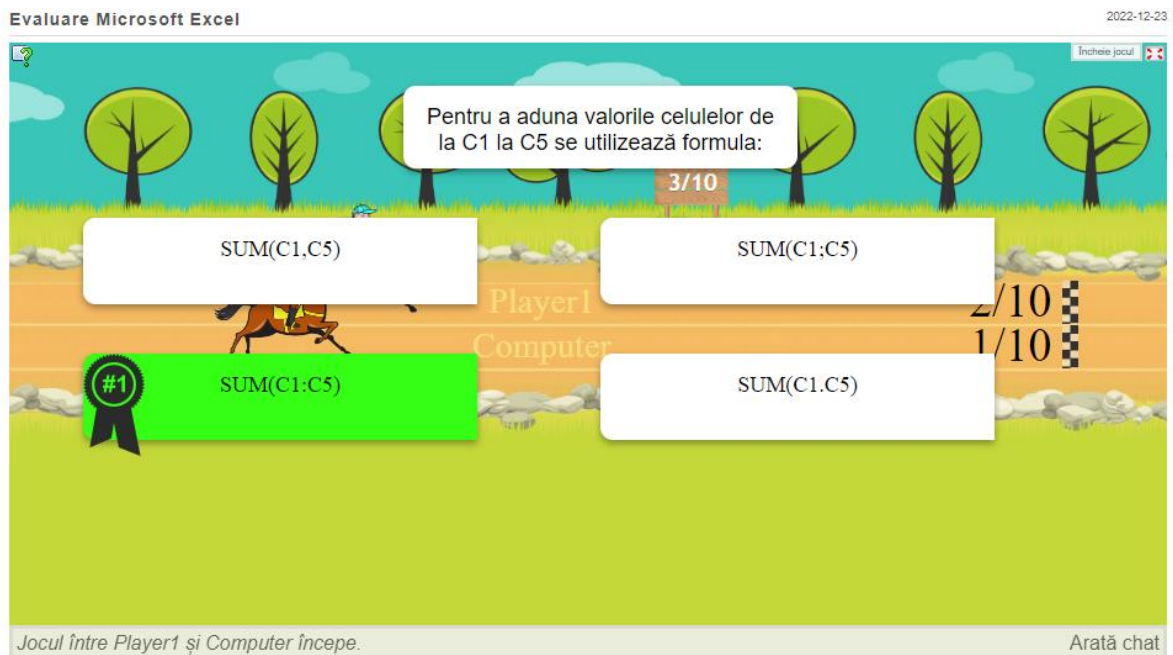 Evaluare Microsoft Excel
2022-12-23
Încheie jocul
Pentru a aduna valorile celulelor de
la C1 la C5 se utilizează formula:
3/10
SUM(C1,C5)
SUM(C1;C5)
Player1
2/10
Computer
1/10
#1
SUM(C1:C5)
SUM(C1.C5)
Jocul între Player1 și Computer începe.
Arată chat